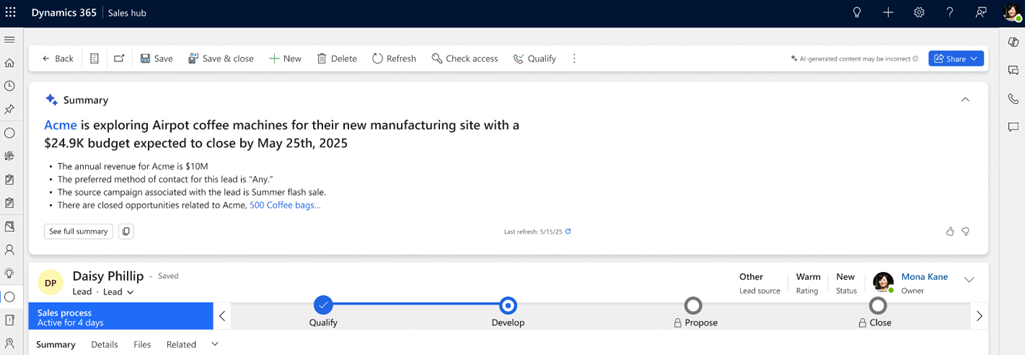 Dynamics 365 Sales hub
Back Save Save & close New Delete Refresh Check access Qualify AI-generated content may be incorrect Share
Summary
Acme is exploring Airpot coffee machines for their new manufacturing site with a
$24.9K budget expected to close by May 25th, 2025
• The annual revenue for Acme is $10M
• The preferred method of contact for this lead is "Any."
• The source campaign associated with the lead is Summer flash sale.
• There are closed opportunities related to Acme, 500 Coffee bags...
See full summary Last refresh: 5/15/25
DP Daisy Phillip - Saved Other Warm New Mona Kane
Lead · Lead Lead source Rating Status Owner
Sales process
Active for 4 days Qualify Develop Propose Close
Summary Details Files Related